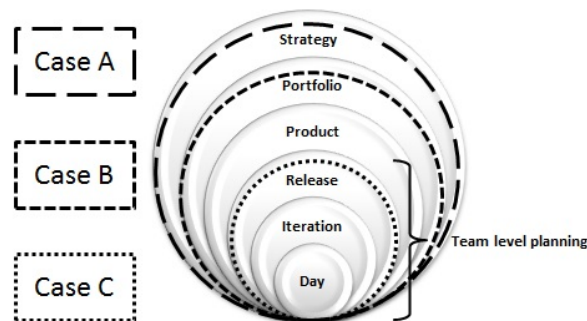 Case A
Case B
Case C
Strategy
Portfolio
Product
Release
Iteration
Day
Team level planning